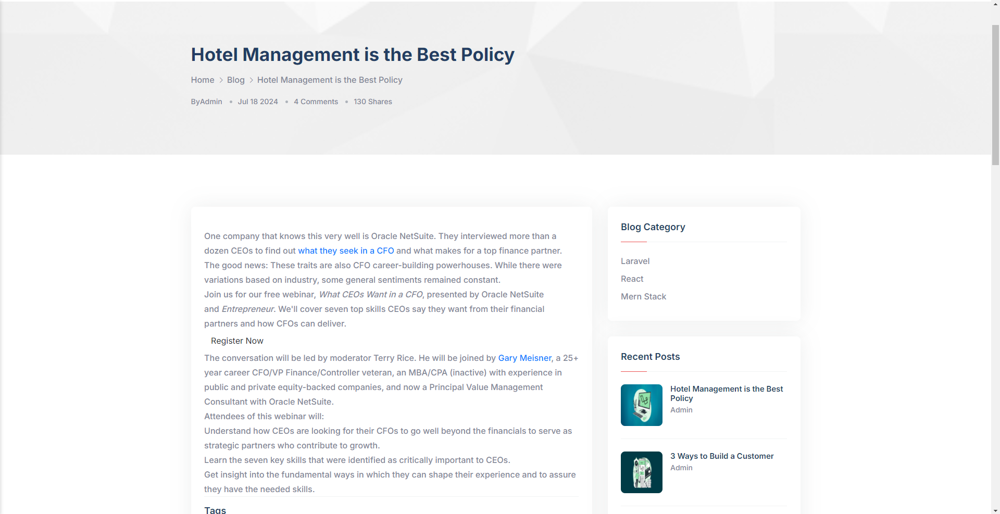 Hotel Management is the Best Policy
Home > Blog > Hotel Management is the Best Policy
ByAdmin • Jul 18 2024 • 4 Comments • 130 Shares
One company that knows this very well is Oracle NetSuite. They interviewed more than a
dozen CEOs to find out what they seek in a CFO and what makes for a top finance partner.
The good news: These traits are also CFO career-building powerhouses. While there were
variations based on industry, some general sentiments remained constant.
Join us for our free webinar, What CEOs Want in a CFO, presented by Oracle NetSuite
and Entrepreneur. We'll cover seven top skills CEOs say they want from their financial
partners and how CFOs can deliver.
Register Now
The conversation will be led by moderator Terry Rice. He will be joined by Gary Meisner, a 25+
year career CFO/VP Finance/Controller veteran, an MBA/CPA (inactive) with experience in
public and private equity-backed companies, and now a Principal Value Management
Consultant with Oracle NetSuite.
Attendees of this webinar will:
Understand how CEOs are looking for their CFOs to go well beyond the financials to serve as
strategic partners who contribute to growth.
Learn the seven key skills that were identified as critically important to CEOs.
Get insight into the fundamental ways in which they can shape their experience and to assure
they have the needed skills.
Tags
Blog Category
Laravel
React
Mern Stack
Recent Posts
Hotel Management is the Best
Policy
Admin
3 Ways to Build a Customer
Admin